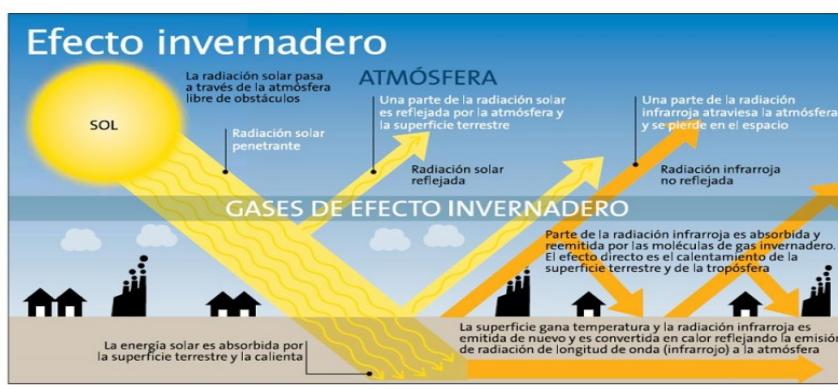 Efecto invernadero
SOL
La radiación solar pasa
a través de la atmósfera
libre de obstáculos
ATMÓSFERA
Radiación solar
penetrante
Una parte de la radiación solar
es reflejada por la atmósfera y
la superficie terrestre
Radiación solar
reflejada
Una parte de la radiación
infrarroja atraviesa la atmósfera
y se pierde en el espacio
Radiación infrarroja
no reflejada
GASES DE EFECTO INVERNADERO
Parte de la radiación infrarroja es absorbida y
reemitida por las moléculas de gas invernadero.
El efecto directo es el calentamiento de la
superficie terrestre y de la tropósfera
La energía solar es absorbida por
la superficie terrestre y la calienta
La superficie gana temperatura y la radiación infrarroja es
emitida de nuevo y es convertida en calor reflejando la emisión
de radiación de longitud de onda (infrarrojo) a la atmósfera